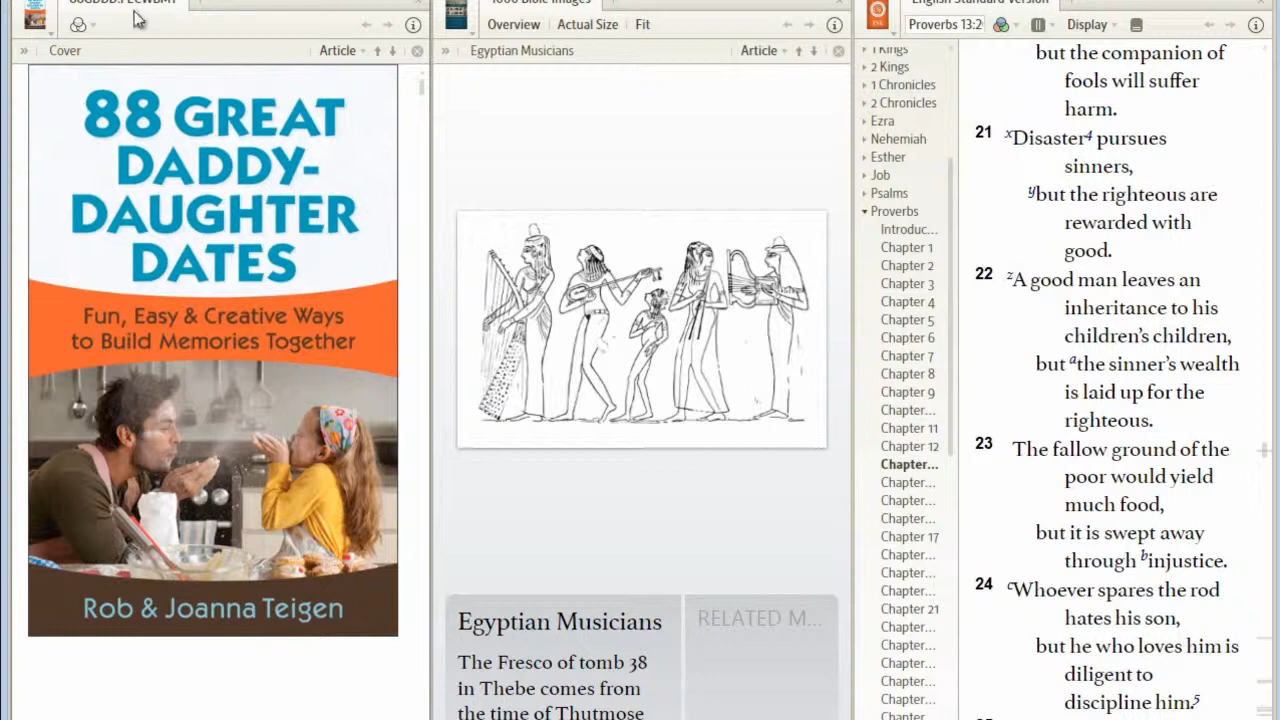 Cover
Article
88 GREAT
DADDY-
DAUGHTER
DATES
Fun, Easy & Creative Ways
to Build Memories Together
Rob & Joanna Teigen
1000 Bible Images
Overview Actual Size Fit
Egyptian Musicians
Article
Egyptian Musicians
The Fresco of tomb 38
in Thebe comes from
the time of Thutmose
RELATED M...
English Standard Version
Proverbs 13:2
Display
1 Kings
2 Kings
1 Chronicles
2 Chronicles
Ezra
Nehemiah
Esther
Job
Psalms
Proverbs
Introduc...
Chapter 1
Chapter 2
Chapter 3
Chapter 4
Chapter 5
Chapter 6
Chapter 7
Chapter 8
Chapter 9
Chapter...
Chapter 11
Chapter 12
Chapter...
Chapter...
Chapter...
Chapter...
Chapter 17
Chapter...
Chapter...
Chapter...
Chapter 21
Chapter...
Chapter...
Chapter...
Chapter...
Chapter...
Chapter...
but the companion of
fools will suffer
harm.
21 xDisaster4 pursues
sinners,
ybut the righteous are
rewarded with
good.
22 zA good man leaves an
inheritance to his
children's children,
but athe sinner's wealth
is laid up for the
righteous.
23 The fallow ground of the
poor would yield
much food,
but it is swept away
through binjustice.
24 cWhoever spares the rod
hates his son,
but he who loves him is
diligent to
discipline him.5